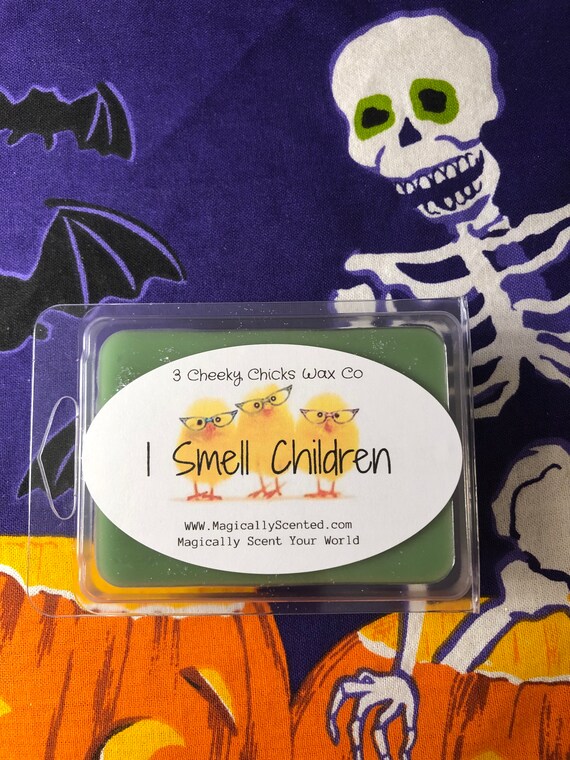 3 Cheeky Chicks Wax Co
I Smell Children
WWW.MagicallyScented.com
Magically Scent Your World